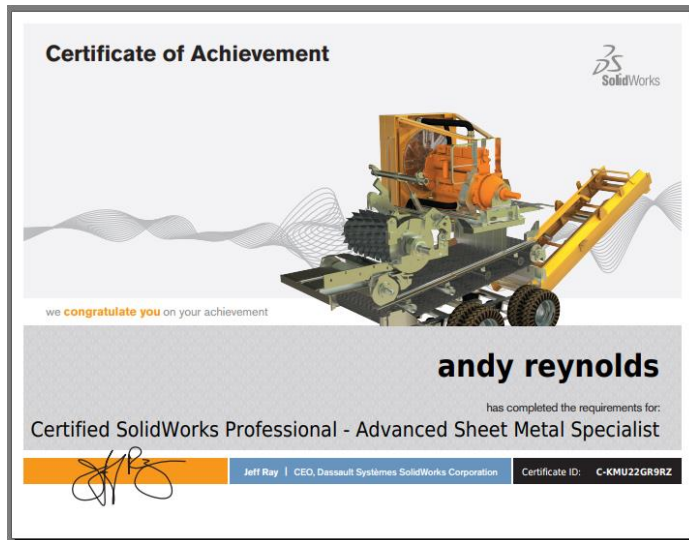 Certificate of Achievement
SolidWorks
we congratulate you on your achievement
andy reynolds
has completed the requirements for:
Certified SolidWorks Professional - Advanced Sheet Metal Specialist
Jeff Ray | CEO, Dassault Systèmes SolidWorks Corporation
Certificate ID: C-KMU22GR9RZ